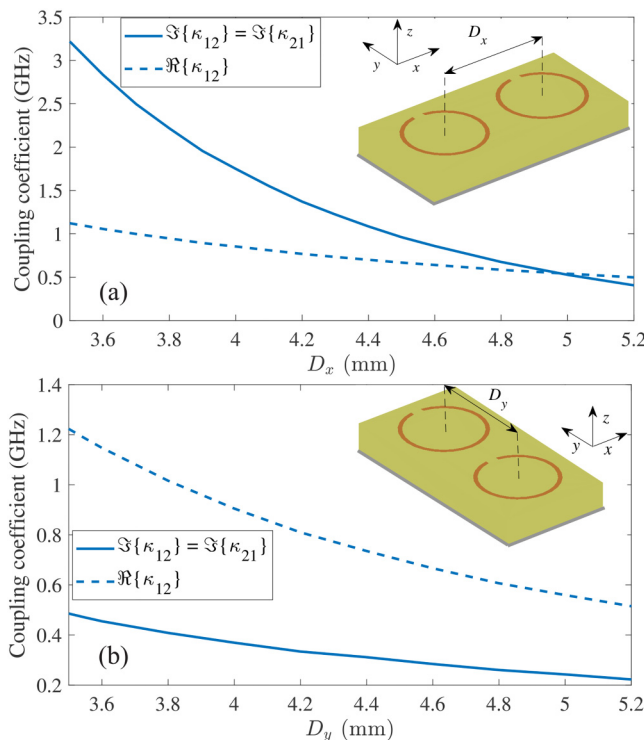 3.5
3
2.5
2
1.5
1
0.5
0
Coupling coefficient (GHz)
ℑ{κ12} = ℑ{κ21}
ℜ{κ12}
z
y
x
Dx
(a)
3.6 3.8 4 4.2 4.4 4.6 4.8 5 5.2
Dx (mm)
1.4
1.2
1
0.8
0.6
0.4
0.2
Coupling coefficient (GHz)
Dy
z
y
x
ℑ{κ12} = ℑ{κ21}
ℜ{κ12}
(b)
3.6 3.8 4 4.2 4.4 4.6 4.8 5 5.2
Dy (mm)